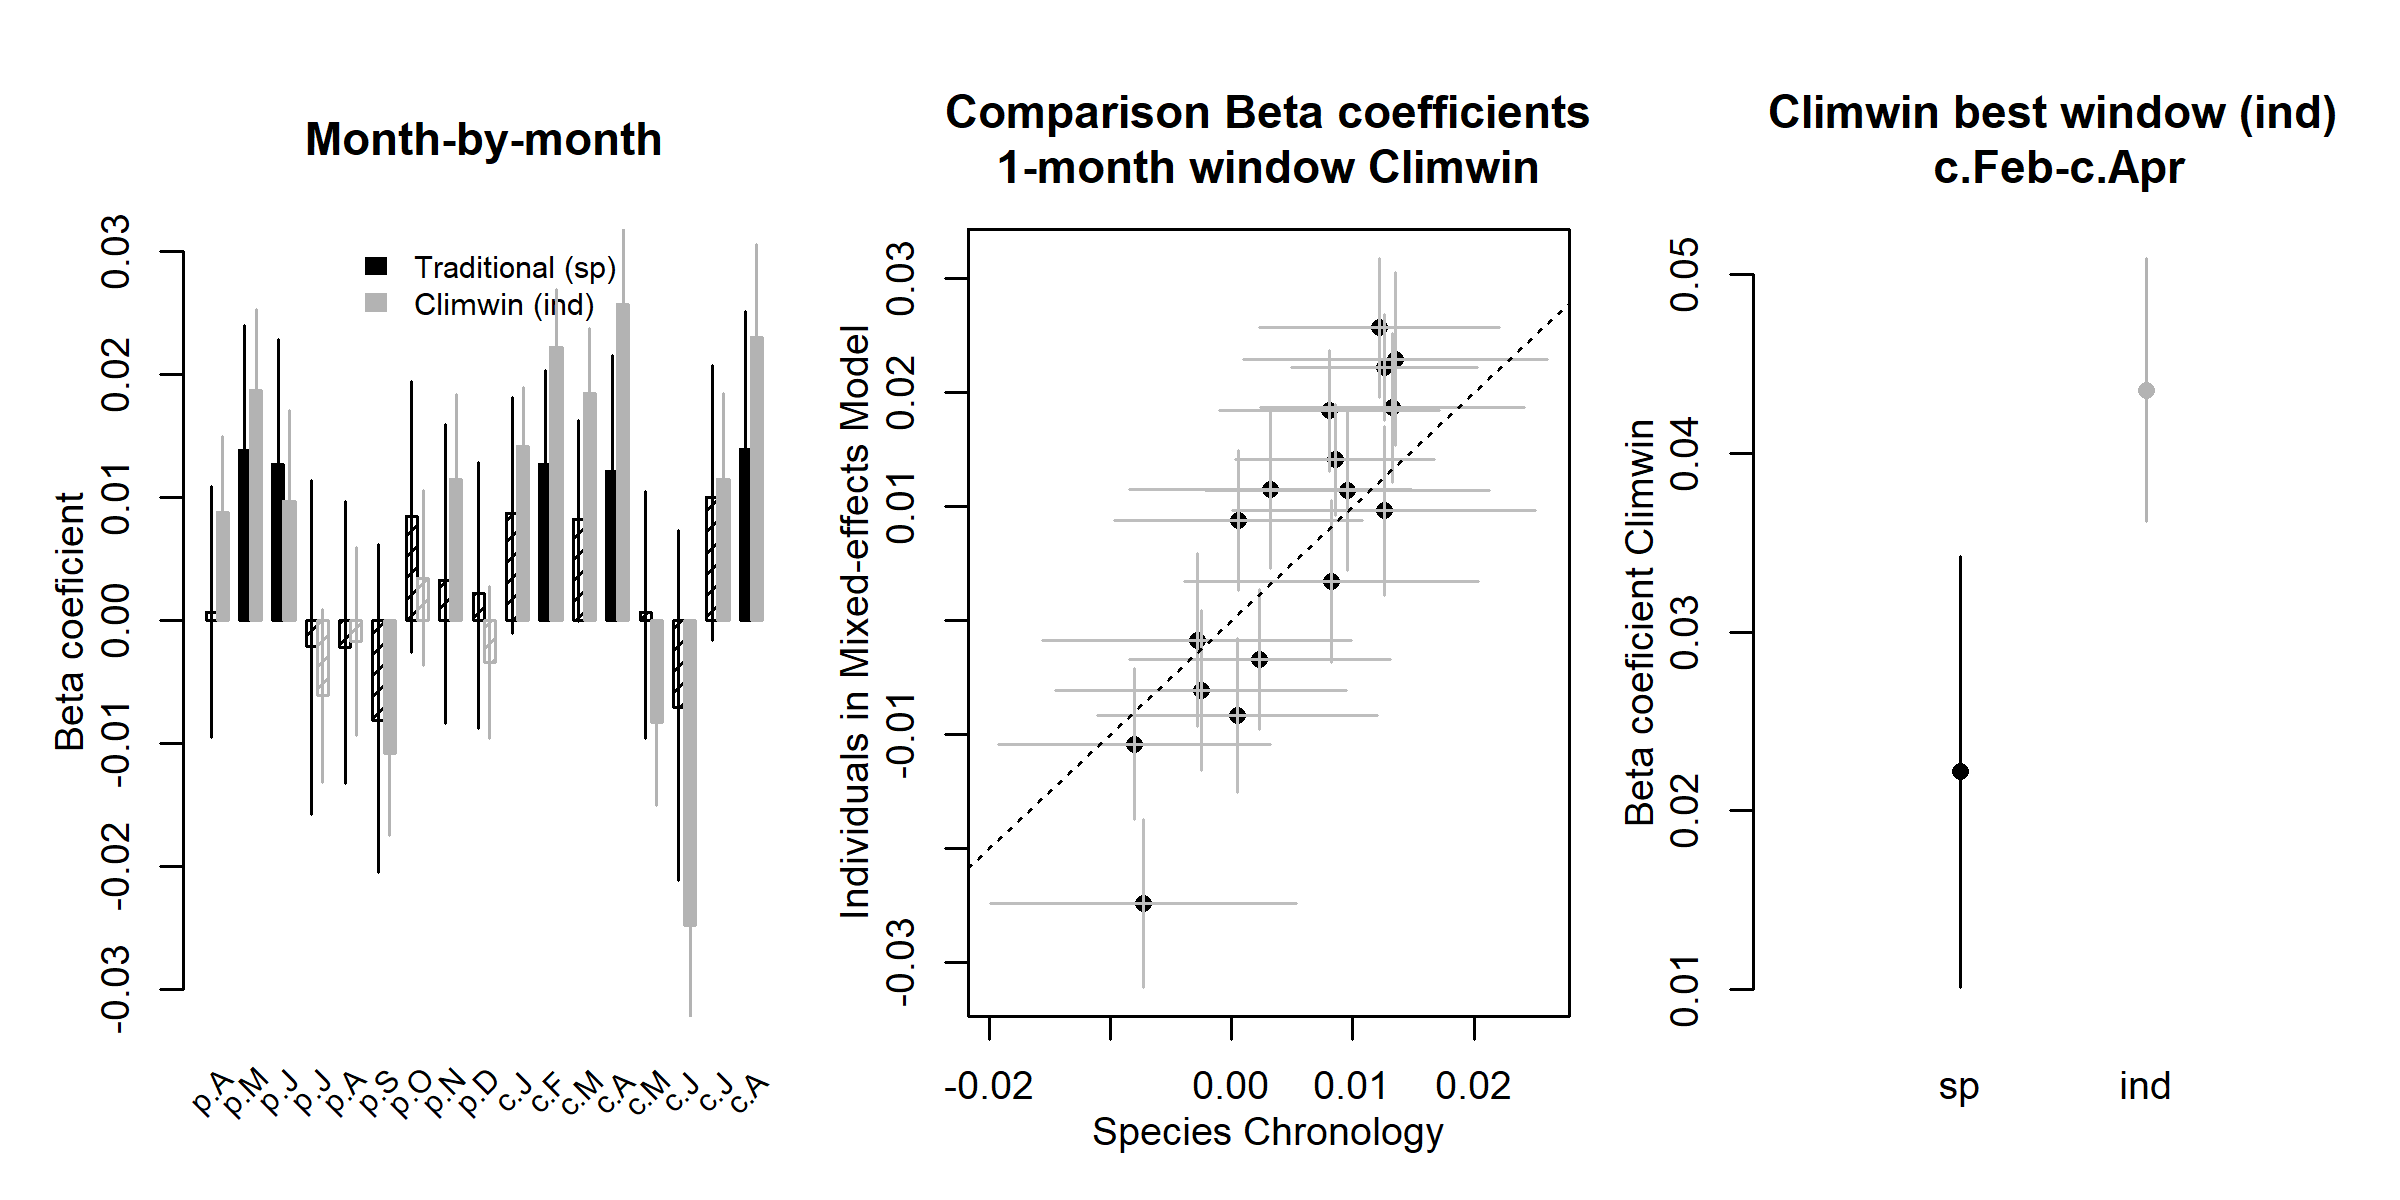 Month-by-month
Beta coeficient
0.03
0.02
0.01
0.00
-0.01
-0.02
-0.03
Traditional (sp)
Climwin (ind)
p.A
p.M
p.J
p.J
p.A
p.S
p.O
p.N
p.D
c.J
c.F
c.M
c.A
c.M
c.J
c.J
c.A
Comparison Beta coefficients
1-month window Climwin
Individuals in Mixed-effects Model
0.03
0.02
0.01
-0.01
-0.03
-0.02
0.00
0.01
0.02
Species Chronology
Climwin best window (ind)
c.Feb-c.Apr
Beta coeficient Climwin
0.05
0.04
0.03
0.02
0.01
sp
ind